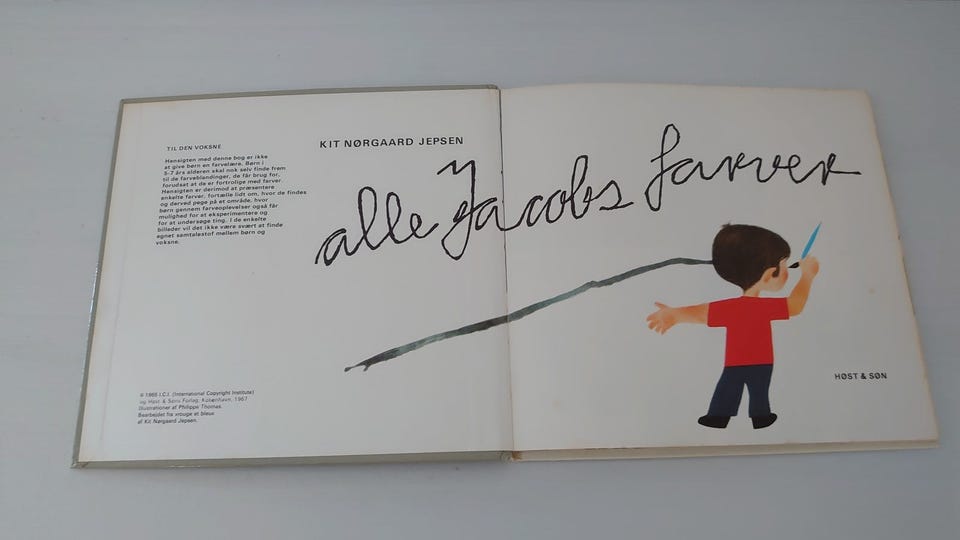 TIL DEN VOKSNE
Hensigten med denne bog er ikke
at give børn en farvelære. Børn i
5-7 års alderen skal nok selv finde frem
til de farveblandinger, de får brug for,
forudsat at de er fortrolige med farver.
Hensigten er derimod at præsentere
enkelte farver, fortælle lidt om, hvor de findes
og derved pege på et område, hvor
børn gennem farveoplevelser også får
mulighed for at eksperimentere og
for at undersøge ting. I de enkelte
billeder vil det ikke være svært at finde
egnet samtalestof mellem børn og
voksne.
KIT NØRGAARD JEPSEN
alle Jacobs farver
© 1965 I.C.I. (International Copyright Institute)
og Høst & Søns Forlag, København, 1967
Illustrationer af Philippe Thomas.
Bearbejdet fra xrouge et bleux
af Kit Nørgaard Jepsen.
HØST & SØN